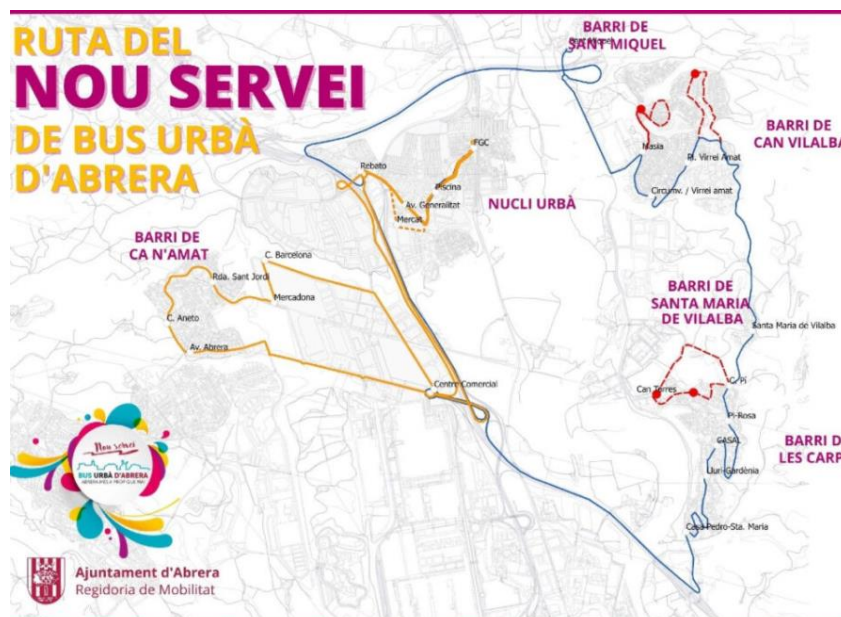 RUTA DEL
NOU SERVEI
DE BUS URBÀ
D'ABRERA
BARRI DE
SANT MIQUEL
Sant Miquel
BARRI DE
CAN VILALBA
Masia
Pl. Virrei Amat
Circumv. / Virrei amat
FGC
Rebato
Piscina
Av. Generalitat
Mercat
NUCLI URBÀ
BARRI DE
CA N'AMAT
C. Barcelona
Rda. Sant Jordi
Mercadona
C. Aneto
Av. Abrera
Centre Comercial
BARRI DE
SANTA MARIA
DE VILALBA
Santa Maria de Vilalba
Can Torres
C. Pi
Pi-Rosa
CASAL
Lluri-Gardènia
Casa-Pedro-Sta. Maria
BARRI D
LES CARP
Nou servei
BUS URBÀ D'ABRERA
Ajuntament d'Abrera
Regidoria de Mobilitat